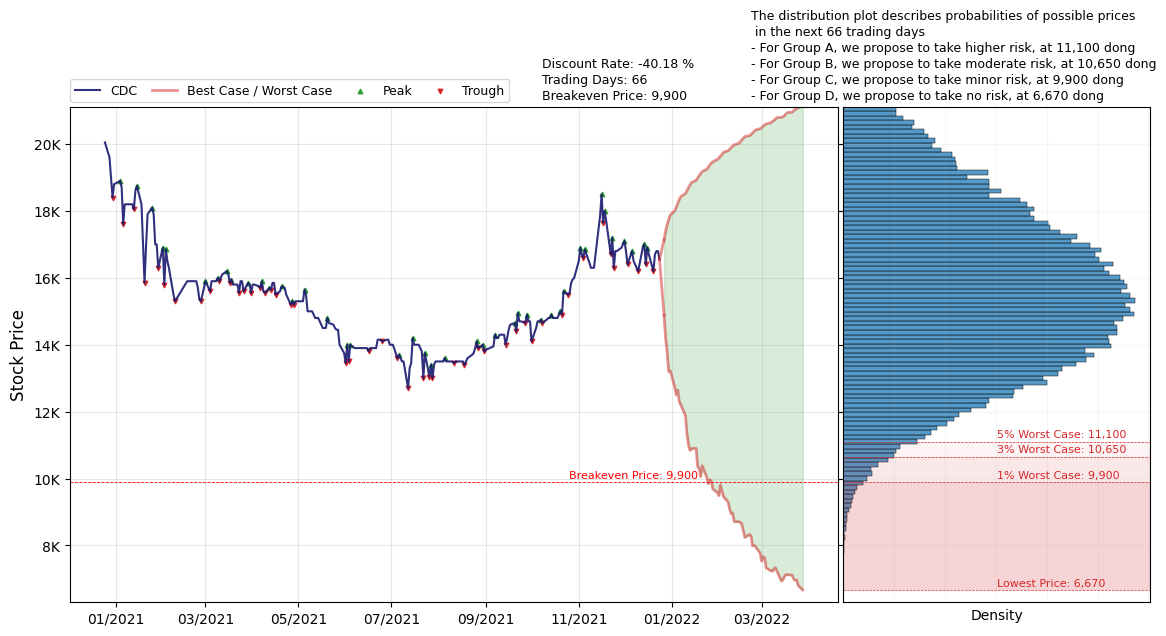 The distribution plot describes probabilities of possible prices
in the next 66 trading days
- For Group A, we propose to take higher risk, at 11,100 dong
- For Group B, we propose to take moderate risk, at 10,650 dong
- For Group C, we propose to take minor risk, at 9,900 dong
- For Group D, we propose to take no risk, at 6,670 dong
Discount Rate: -40.18 %
Trading Days: 66
Breakeven Price: 9,900
CDC
Best Case / Worst Case
Peak
Trough
Stock Price
20K
18K
16K
14K
12K
10K
8K
Breakeven Price: 9,900
5% Worst Case: 11,100
3% Worst Case: 10,650
1% Worst Case: 9,900
Lowest Price: 6,670
01/2021
03/2021
05/2021
07/2021
09/2021
11/2021
01/2022
03/2022
Density